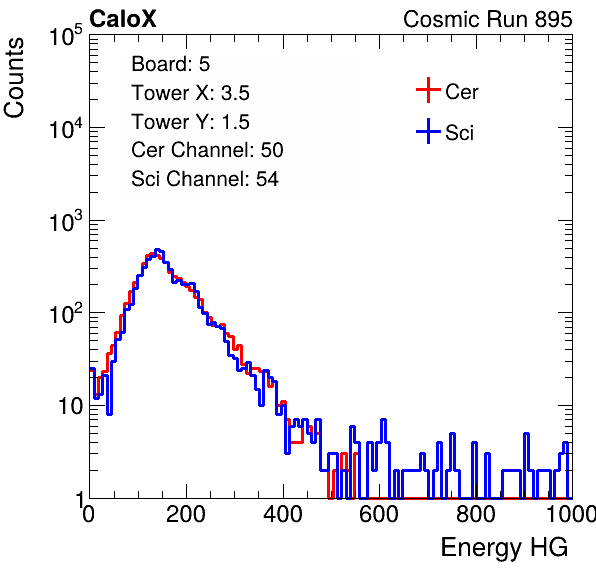 CaloX Cosmic Run 895
Counts
10^5
10^4
10^3
10^2
10
1
Board: 5
Tower X: 3.5
Tower Y: 1.5
Cer Channel: 50
Sci Channel: 54
Cer
Sci
0 200 400 600 800 1000
Energy HG